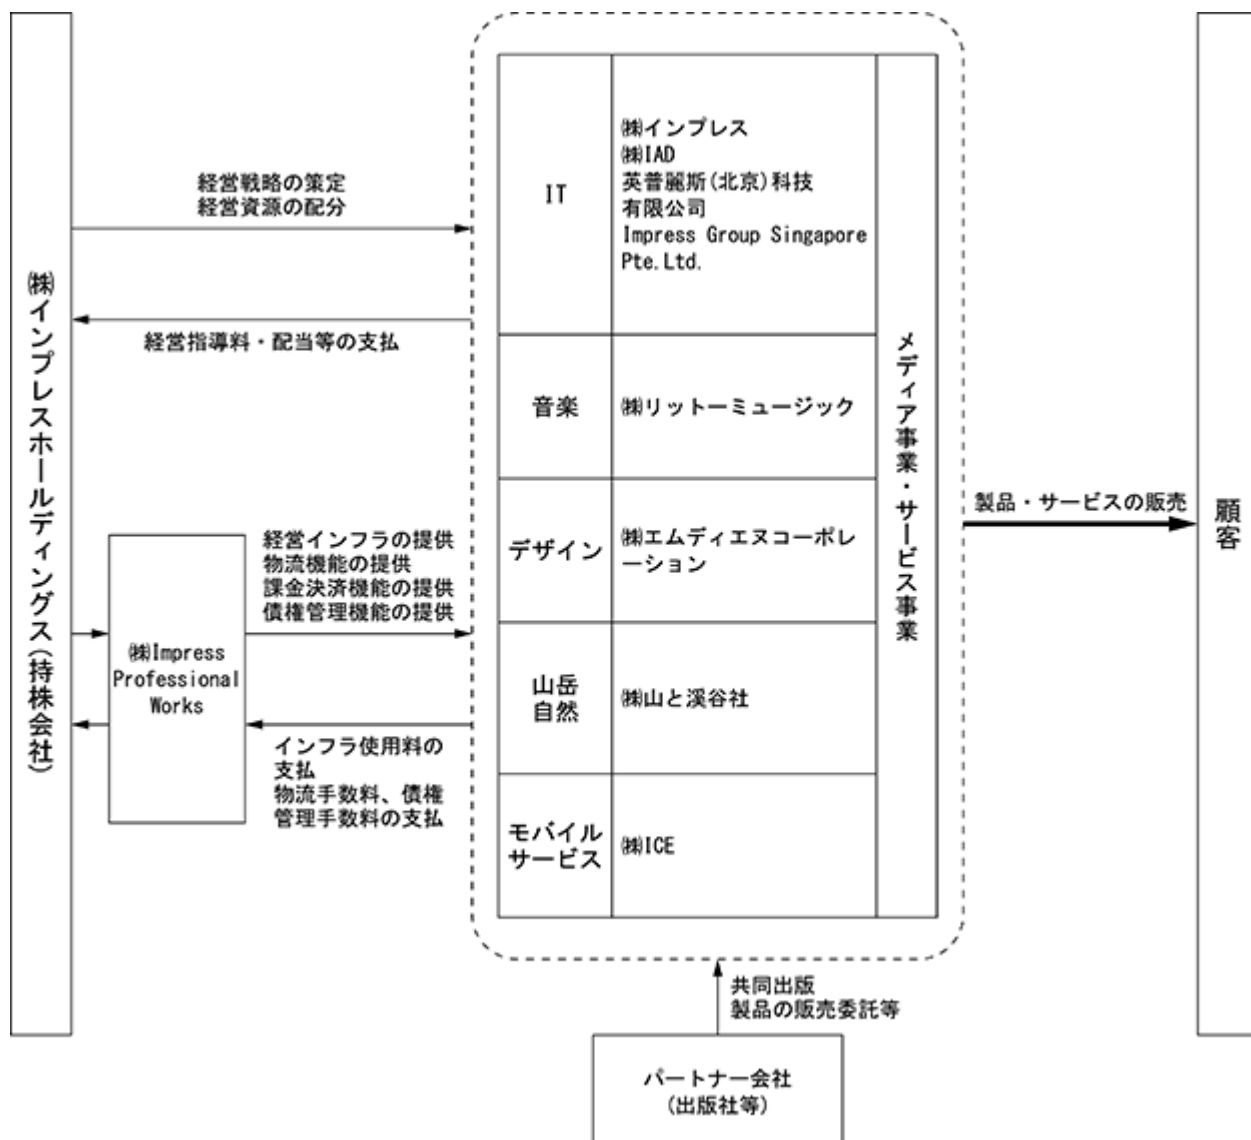 ㈱インプレスホールディングス(持株会社)
経営戦略の策定
経営資源の配分
経営指導料・配当等の支払
㈱Impress
Professional
Works
経営インフラの提供
物流機能の提供
課金決済機能の提供
債権管理機能の提供
インフラ使用料の
支払
物流手数料、債権
管理手数料の支払
IT
㈱インプレス
㈱IAD
英普麗斯(北京)科技
有限公司
Impress Group Singapore
Pte.Ltd.
音楽
㈱リットーミュージック
デザイン
㈱エムディエヌコーポレ
ーション
山岳
自然
㈱山と溪谷社
モバイル
サービス
㈱ICE
メディア事業・サービス事業
製品・サービスの販売
顧客
共同出版
製品の販売委託等
パートナー会社
(出版社等)